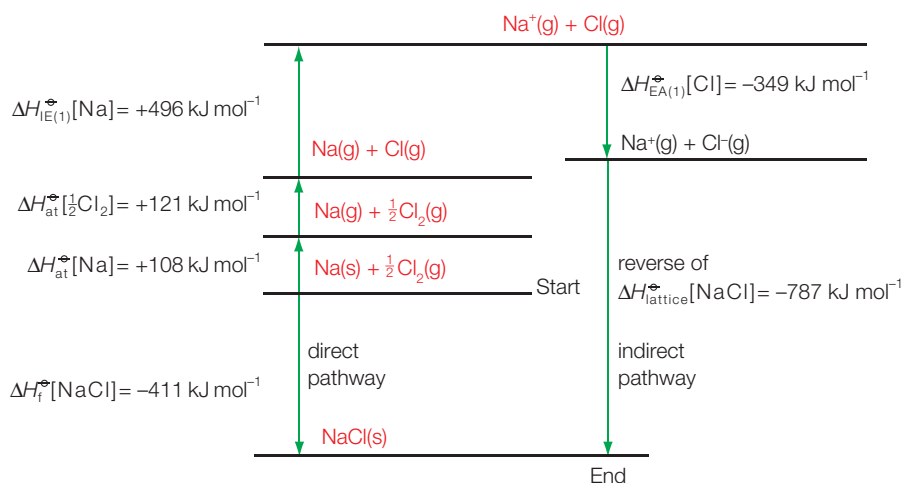 Na⁺(g) + Cl(g)
ΔH⦵IE(1)[Na] = +496 kJ mol⁻¹
ΔH⦵EA(1)[Cl] = –349 kJ mol⁻¹
Na(g) + Cl(g)
Na⁺(g) + Cl⁻(g)
ΔH⦵at[½Cl₂] = +121 kJ mol⁻¹
Na(g) + ½Cl₂(g)
ΔH⦵at[Na] = +108 kJ mol⁻¹
Na(s) + ½Cl₂(g)
Start
reverse of
ΔH⦵lattice[NaCl] = –787 kJ mol⁻¹
direct
pathway
indirect
pathway
ΔH⦵f[NaCl] = –411 kJ mol⁻¹
NaCl(s)
End